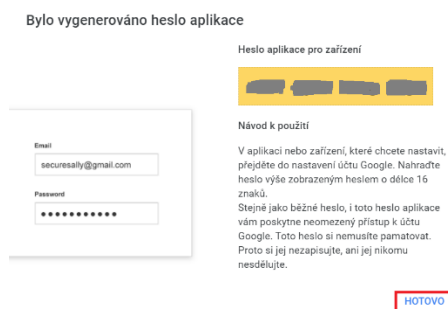 Bylo vygenerováno heslo aplikace
Heslo aplikace pro zařízení
Návod k použití
V aplikaci nebo zařízení, které chcete nastavit,
přejděte do nastavení účtu Google. Nahraďte
heslo výše zobrazeným heslem o délce 16
znaků.
Stejně jako běžné heslo, i toto heslo aplikace
vám poskytne neomezený přístup k účtu
Google. Toto heslo si nemusíte pamatovat.
Proto si jej nezapisujte, ani jej nikomu
nesdělujte.
Email
securesally@gmail.com
Password
HOTOVO